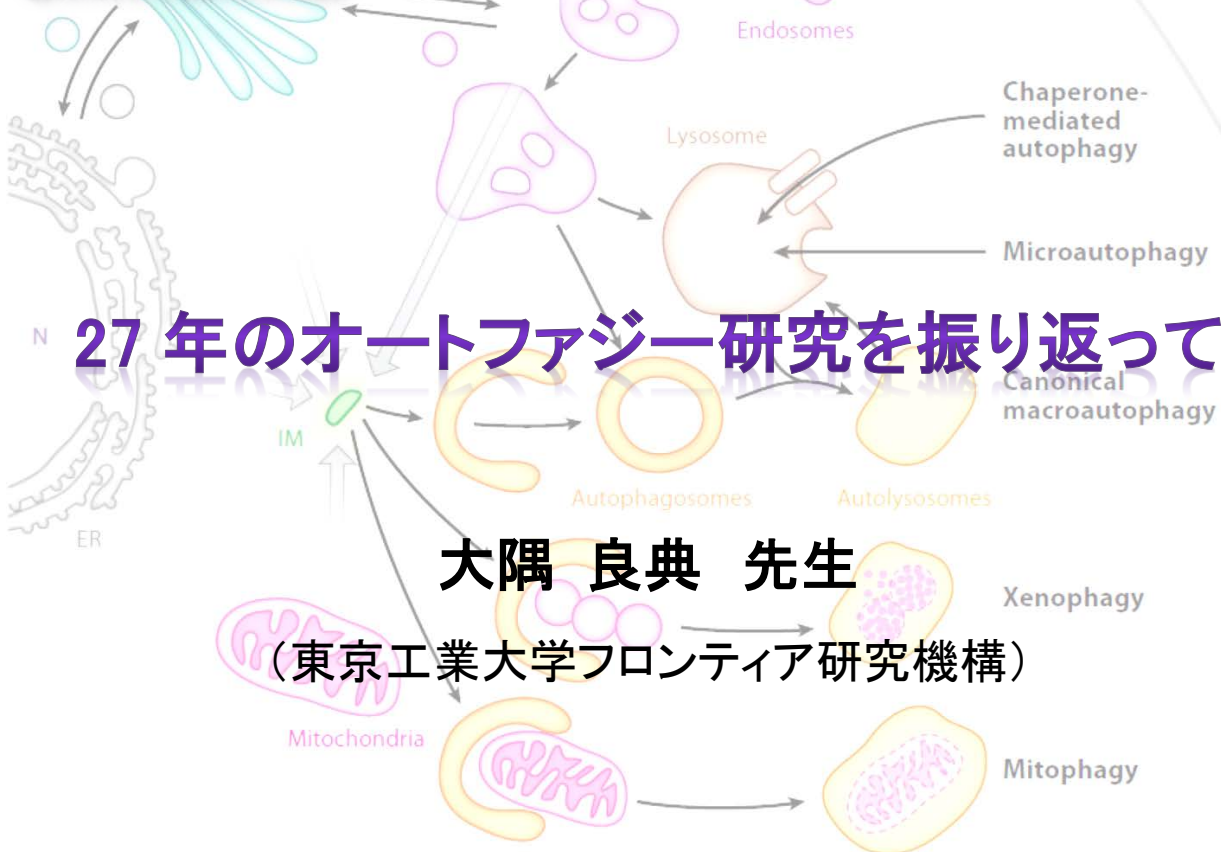 Endosomes
Chaperone-
mediated
autophagy
Lysosome
Microautophagy
N
27 年のオートファジー研究を振り返って
Canonical
macroautophagy
IM
Autophagosomes
Autolysosomes
ER
大隅 良典 先生
（東京工業大学フロンティア研究機構）
Xenophagy
Mitochondria
Mitophagy